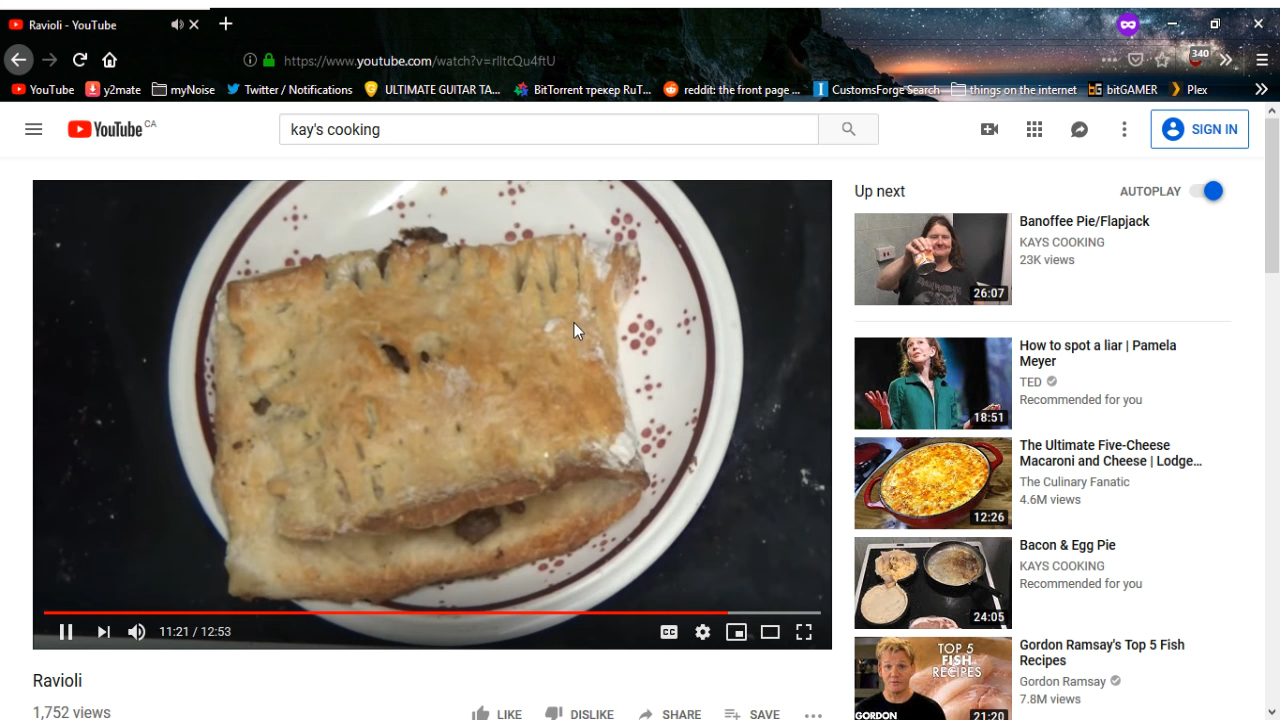 Ravioli - YouTube
https://www.youtube.com/watch?v=rlltcQu4ftU
340
YouTube
y2mate
myNoise
Twitter / Notifications
ULTIMATE GUITAR TA...
BitTorrent трекер RuT...
reddit: the front page ...
CustomsForge Search
things on the internet
bitGAMER
Plex
YouTube CA
kay's cooking
SIGN IN
Up next
AUTOPLAY
Banoffee Pie/Flapjack
KAYS COOKING
23K views
26:07
How to spot a liar | Pamela
Meyer
TED
Recommended for you
18:51
The Ultimate Five-Cheese
Macaroni and Cheese | Lodge...
The Culinary Fanatic
4.6M views
12:26
Bacon & Egg Pie
KAYS COOKING
Recommended for you
24:05
Gordon Ramsay's Top 5 Fish
Recipes
Gordon Ramsay
7.8M views
TOP 5
FISH
RECIPES
GORDON
21:20
11:21 / 12:53
CC
Ravioli
1,752 views
LIKE
DISLIKE
SHARE
SAVE